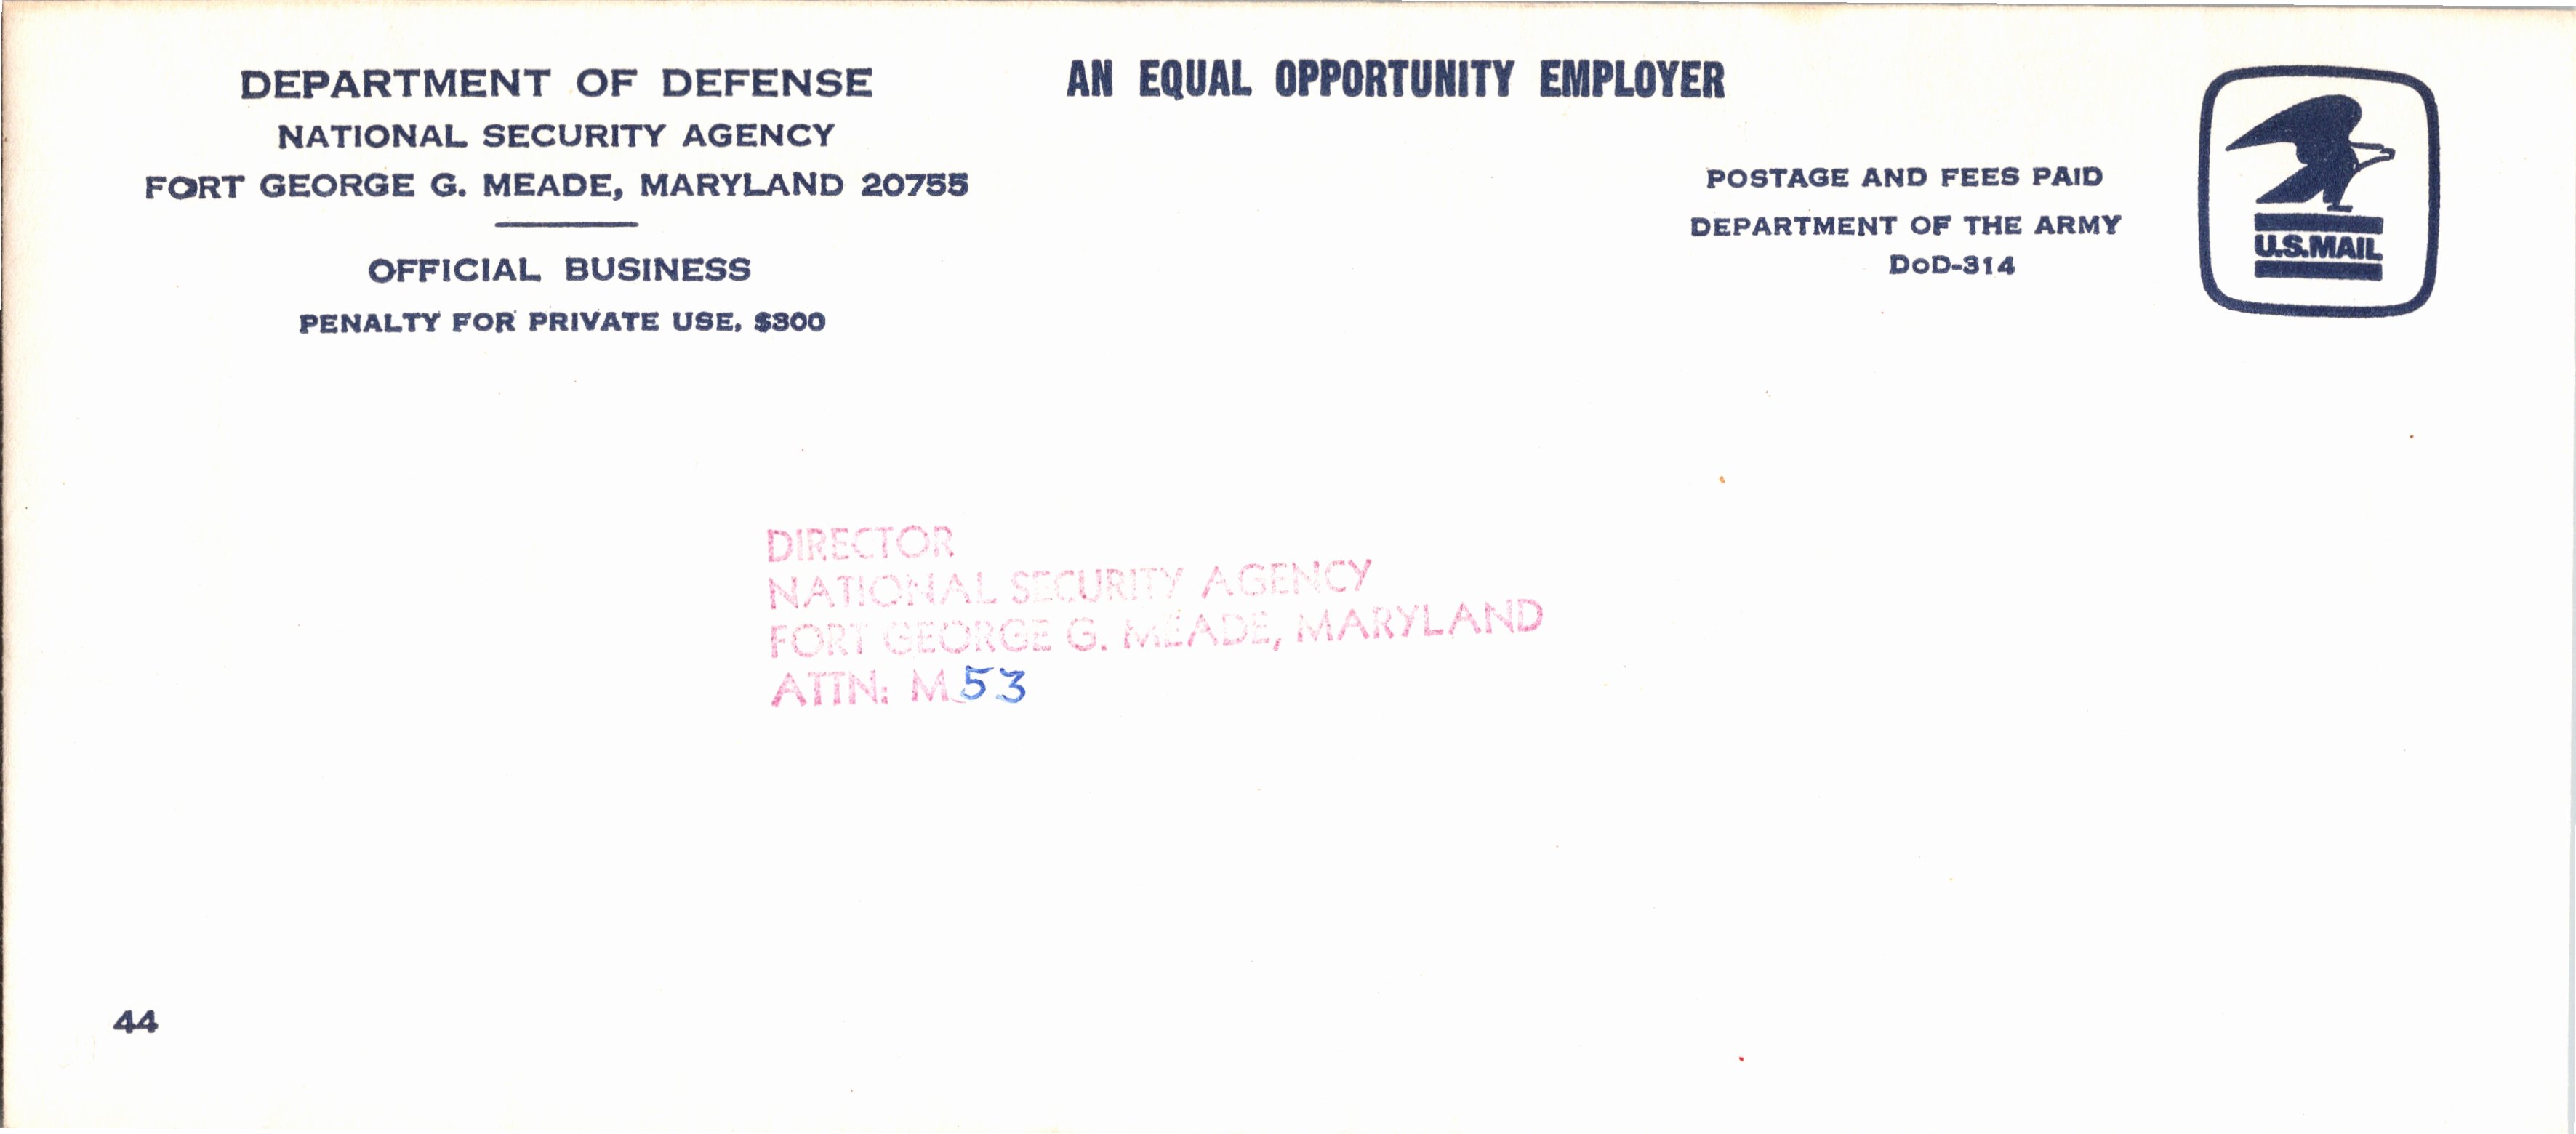 DEPARTMENT OF DEFENSE
NATIONAL SECURITY AGENCY
FORT GEORGE G. MEADE, MARYLAND 20755
OFFICIAL BUSINESS
PENALTY FOR PRIVATE USE, $300
AN EQUAL OPPORTUNITY EMPLOYER
POSTAGE AND FEES PAID
DEPARTMENT OF THE ARMY
DoD-314
U.S.MAIL
DIRECTOR
NATIONAL SECURITY AGENCY
FORT GEORGE G. MEADE, MARYLAND
ATTN: M53
44